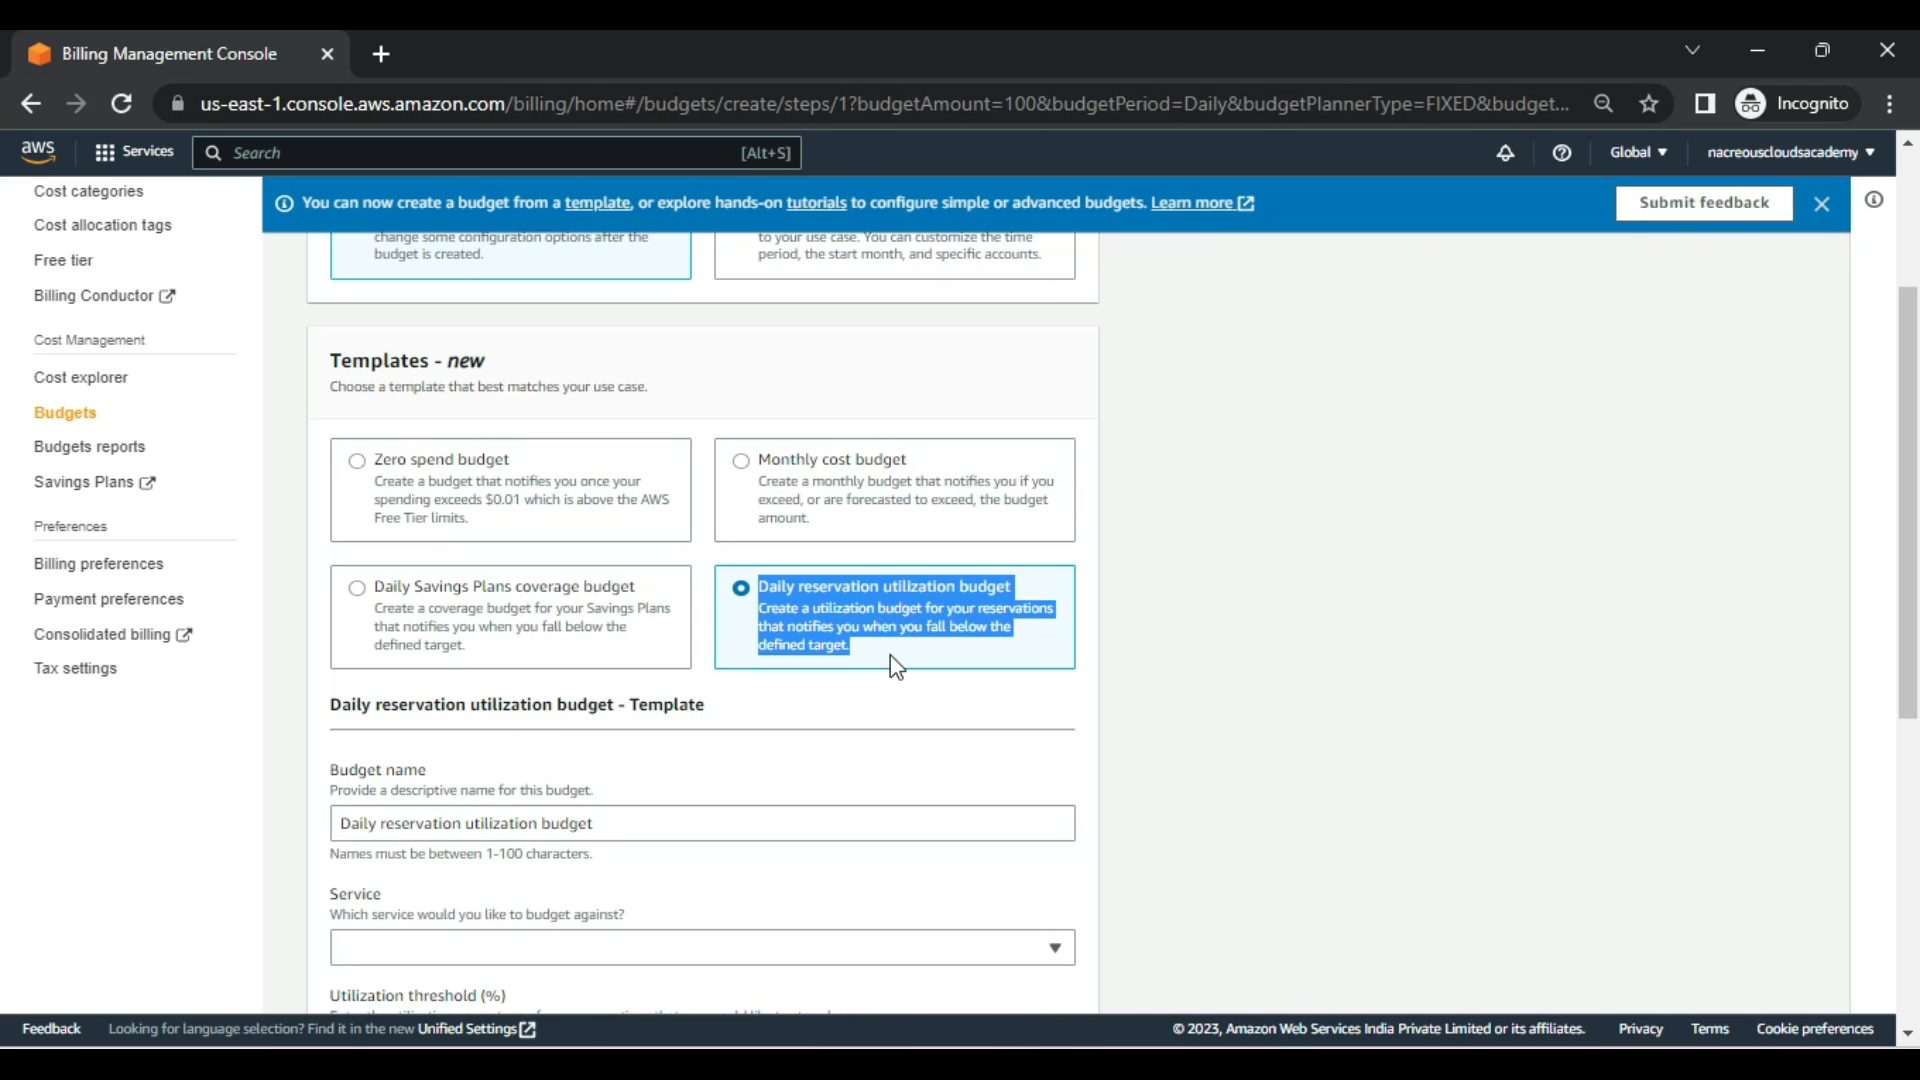 Billing Management Console
us-east-1.console.aws.amazon.com/billing/home#/budgets/create/steps/1?budgetAmount=100&budgetPeriod=Daily&budgetPlannerType=FIXED&budget...
Incognito
aws
Services
Search
[Alt+S]
Global
nacreouscloudsacademy
Cost categories
Cost allocation tags
Free tier
Billing Conductor
Cost Management
Cost explorer
Budgets
Budgets reports
Savings Plans
Preferences
Billing preferences
Payment preferences
Consolidated billing
Tax settings
You can now create a budget from a template, or explore hands-on tutorials to configure simple or advanced budgets. Learn more
Submit feedback
change some configuration options after the
budget is created.
to your use case. You can customize the time
period, the start month, and specific accounts.
Templates - new
Choose a template that best matches your use case.
Zero spend budget
Create a budget that notifies you once your
spending exceeds $0.01 which is above the AWS
Free Tier limits.
Monthly cost budget
Create a monthly budget that notifies you if you
exceed, or are forecasted to exceed, the budget
amount.
Daily Savings Plans coverage budget
Create a coverage budget for your Savings Plans
that notifies you when you fall below the
defined target.
Daily reservation utilization budget
Create a utilization budget for your reservations
that notifies you when you fall below the
defined target.
Daily reservation utilization budget - Template
Budget name
Provide a descriptive name for this budget.
Daily reservation utilization budget
Names must be between 1-100 characters.
Service
Which service would you like to budget against?
Utilization threshold (%)
Feedback
Looking for language selection? Find it in the new Unified Settings
© 2023, Amazon Web Services India Private Limited or its affiliates.
Privacy
Terms
Cookie preferences